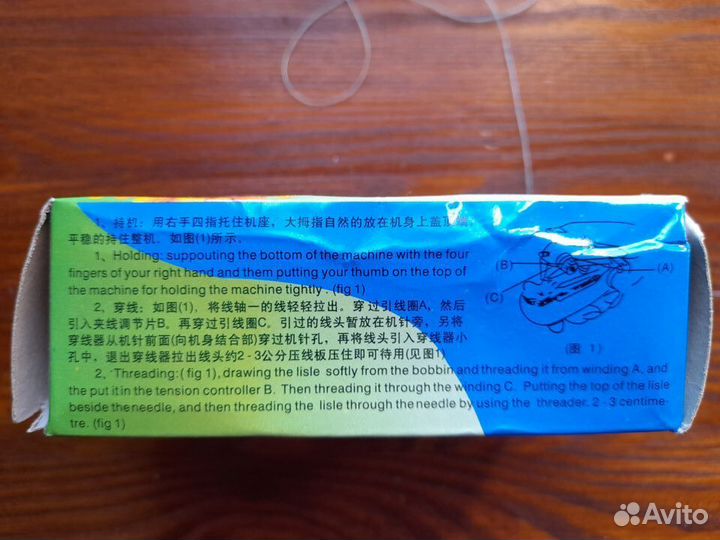 1、持机：用右手四指托住机座，大拇指自然的放在机身上盖顶端
平稳的持住整机．如图(1)所示．
1、Holding: suppouting the bottom of the machine with the four
fingers of your right hand and them putting your thumb on the top of
the machine for holding the machine tightly . (fig 1)
2、穿线：如图(1)．将线轴一的线轻轻拉出。穿过引线圈A，然后
引入夹线调节片B．再穿过引线圈C．引过的线头暂放在机针旁，另将
穿线器从机针前面(向机身结合部)穿过机针孔，再将线头引入穿线器小
孔中，退出穿线器拉出线头约2-3公分压线板压住即可待用(见图1)
2、Threading: ( fig 1), drawing the lisle softly from the bobbin and threading it from winding A, and
the put it in the tension controller B. Then threading it through the winding C. Putting the top of the lisle
beside the needle, and then threading the lisle through the needle by using the threader. 2 - 3 centime-
tre. (fig 1)
(B)
(A)
(C)
(图 1)
Avito